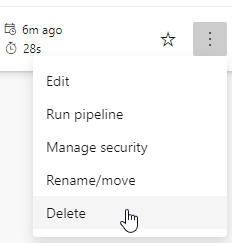 6m ago
28s
Edit
Run pipeline
Manage security
Rename/move
Delete